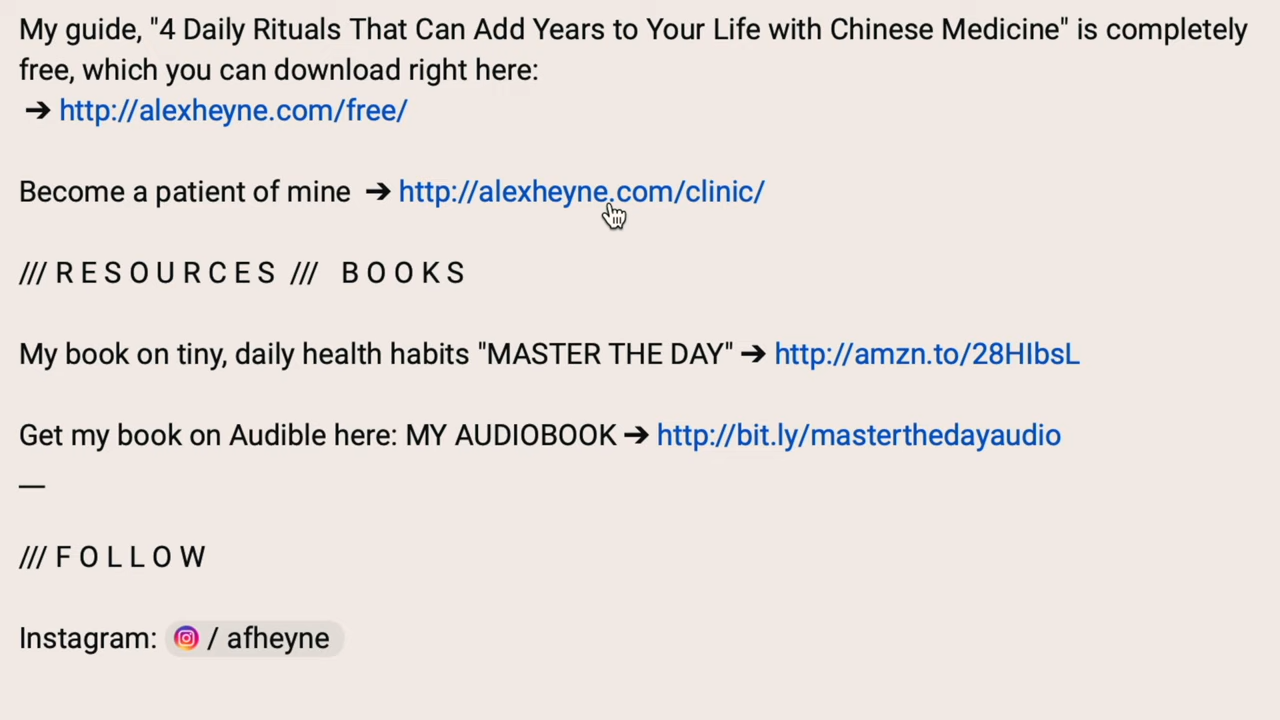 My guide, "4 Daily Rituals That Can Add Years to Your Life with Chinese Medicine" is completely
free, which you can download right here:
➔ http://alexheyne.com/free/
Become a patient of mine ➔ http://alexheyne.com/clinic/
/// R E S O U R C E S /// B O O K S
My book on tiny, daily health habits "MASTER THE DAY" ➔ http://amzn.to/28HIbsL
Get my book on Audible here: MY AUDIOBOOK ➔ http://bit.ly/masterthedayaudio
—
/// F O L L O W
Instagram: / afheyne